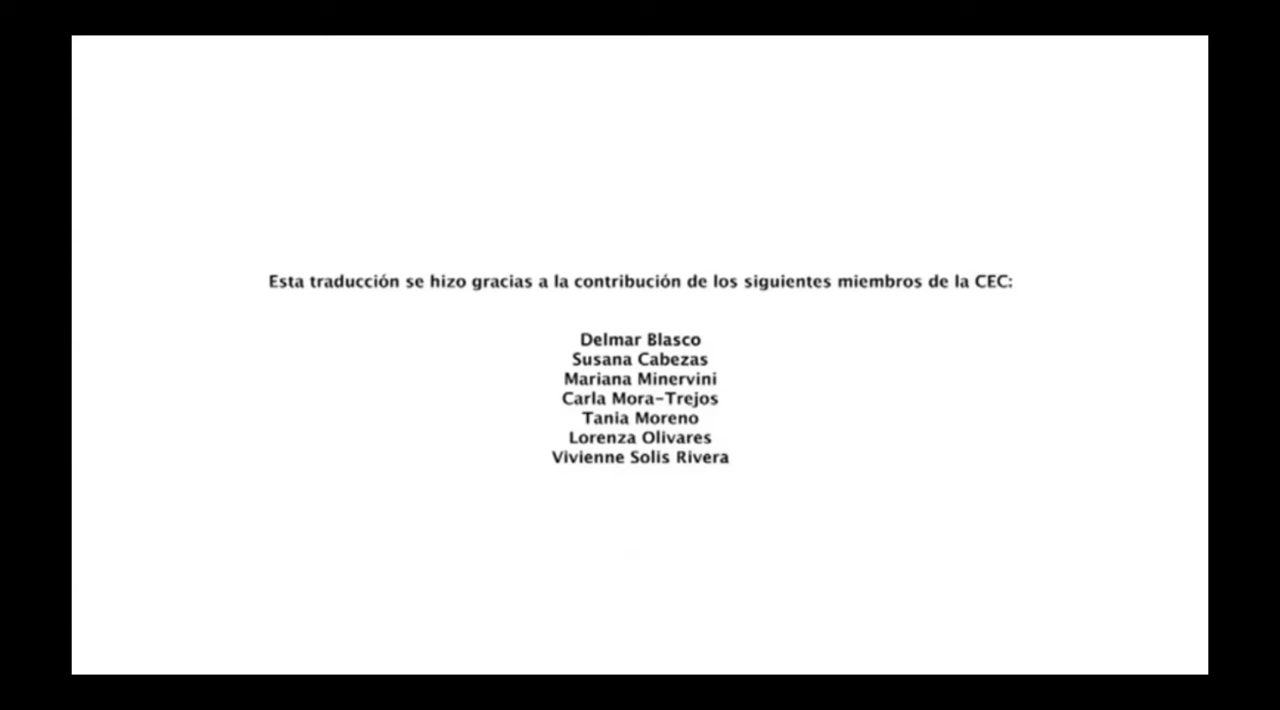 Esta traducción se hizo gracias a la contribución de los siguientes miembros de la CEC:
Delmar Blasco
Susana Cabezas
Mariana Minervini
Carla Mora-Trejos
Tania Moreno
Lorenza Olivares
Vivienne Solis Rivera